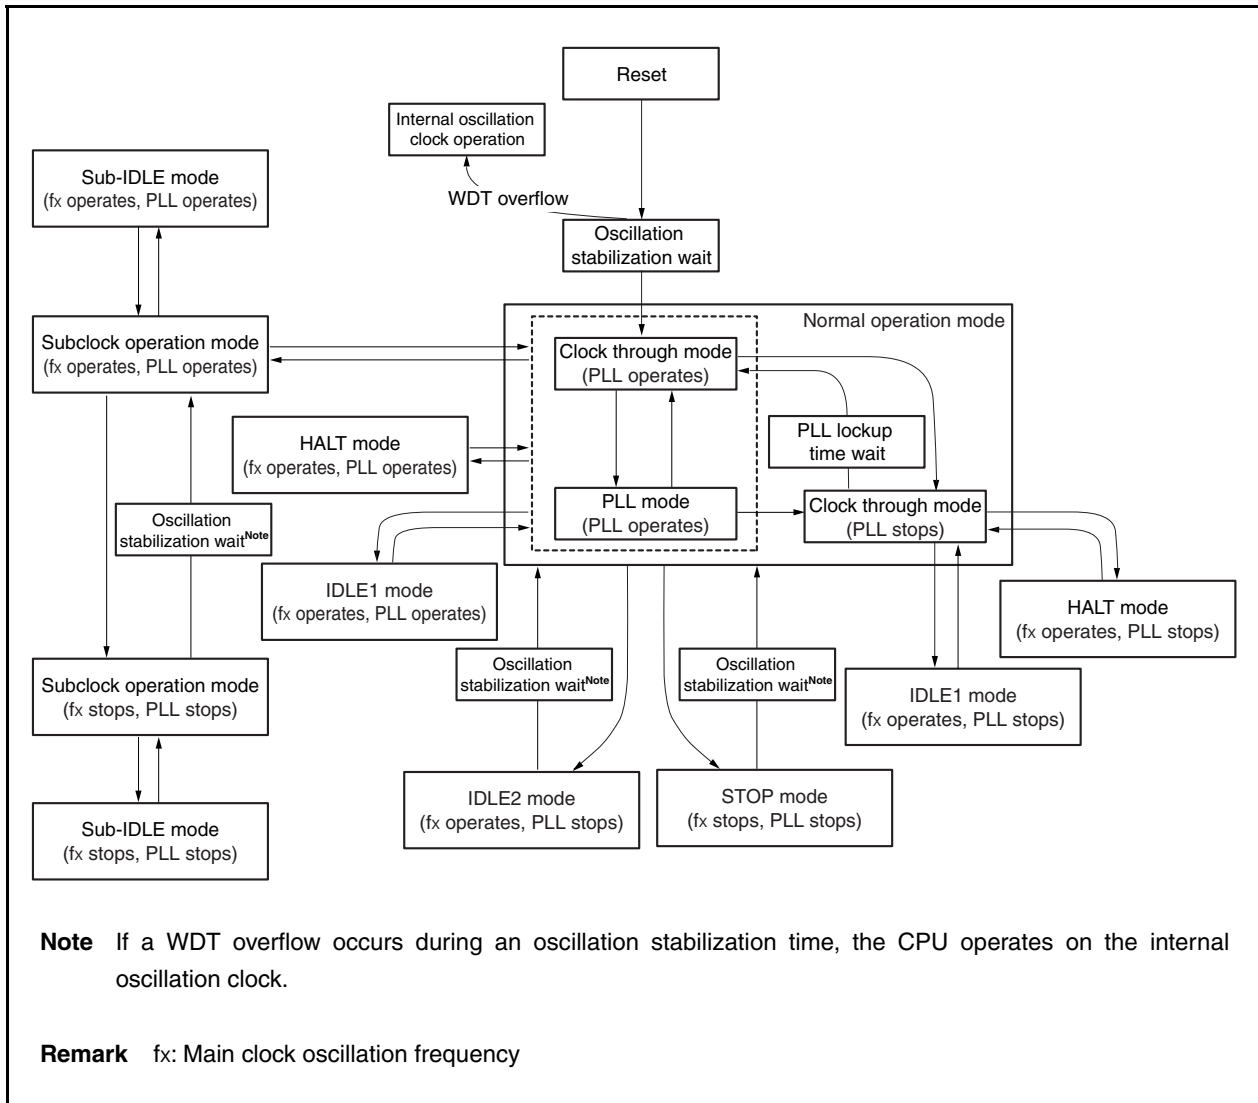 Reset
Internal oscillation
clock operation
WDT overflow
Sub-IDLE mode
(fx operates, PLL operates)
Oscillation
stabilization wait
Normal operation mode
Subclock operation mode
(fx operates, PLL operates)
Clock through mode
(PLL operates)
HALT mode
(fx operates, PLL operates)
PLL lockup
time wait
PLL mode
(PLL operates)
Clock through mode
(PLL stops)
Oscillation
stabilization waitNote
IDLE1 mode
(fx operates, PLL operates)
HALT mode
(fx operates, PLL stops)
Subclock operation mode
(fx stops, PLL stops)
Oscillation
stabilization waitNote
Oscillation
stabilization waitNote
IDLE1 mode
(fx operates, PLL stops)
IDLE2 mode
(fx operates, PLL stops)
STOP mode
(fx stops, PLL stops)
Sub-IDLE mode
(fx stops, PLL stops)
Note If a WDT overflow occurs during an oscillation stabilization time, the CPU operates on the internal
oscillation clock.
Remark fx: Main clock oscillation frequency